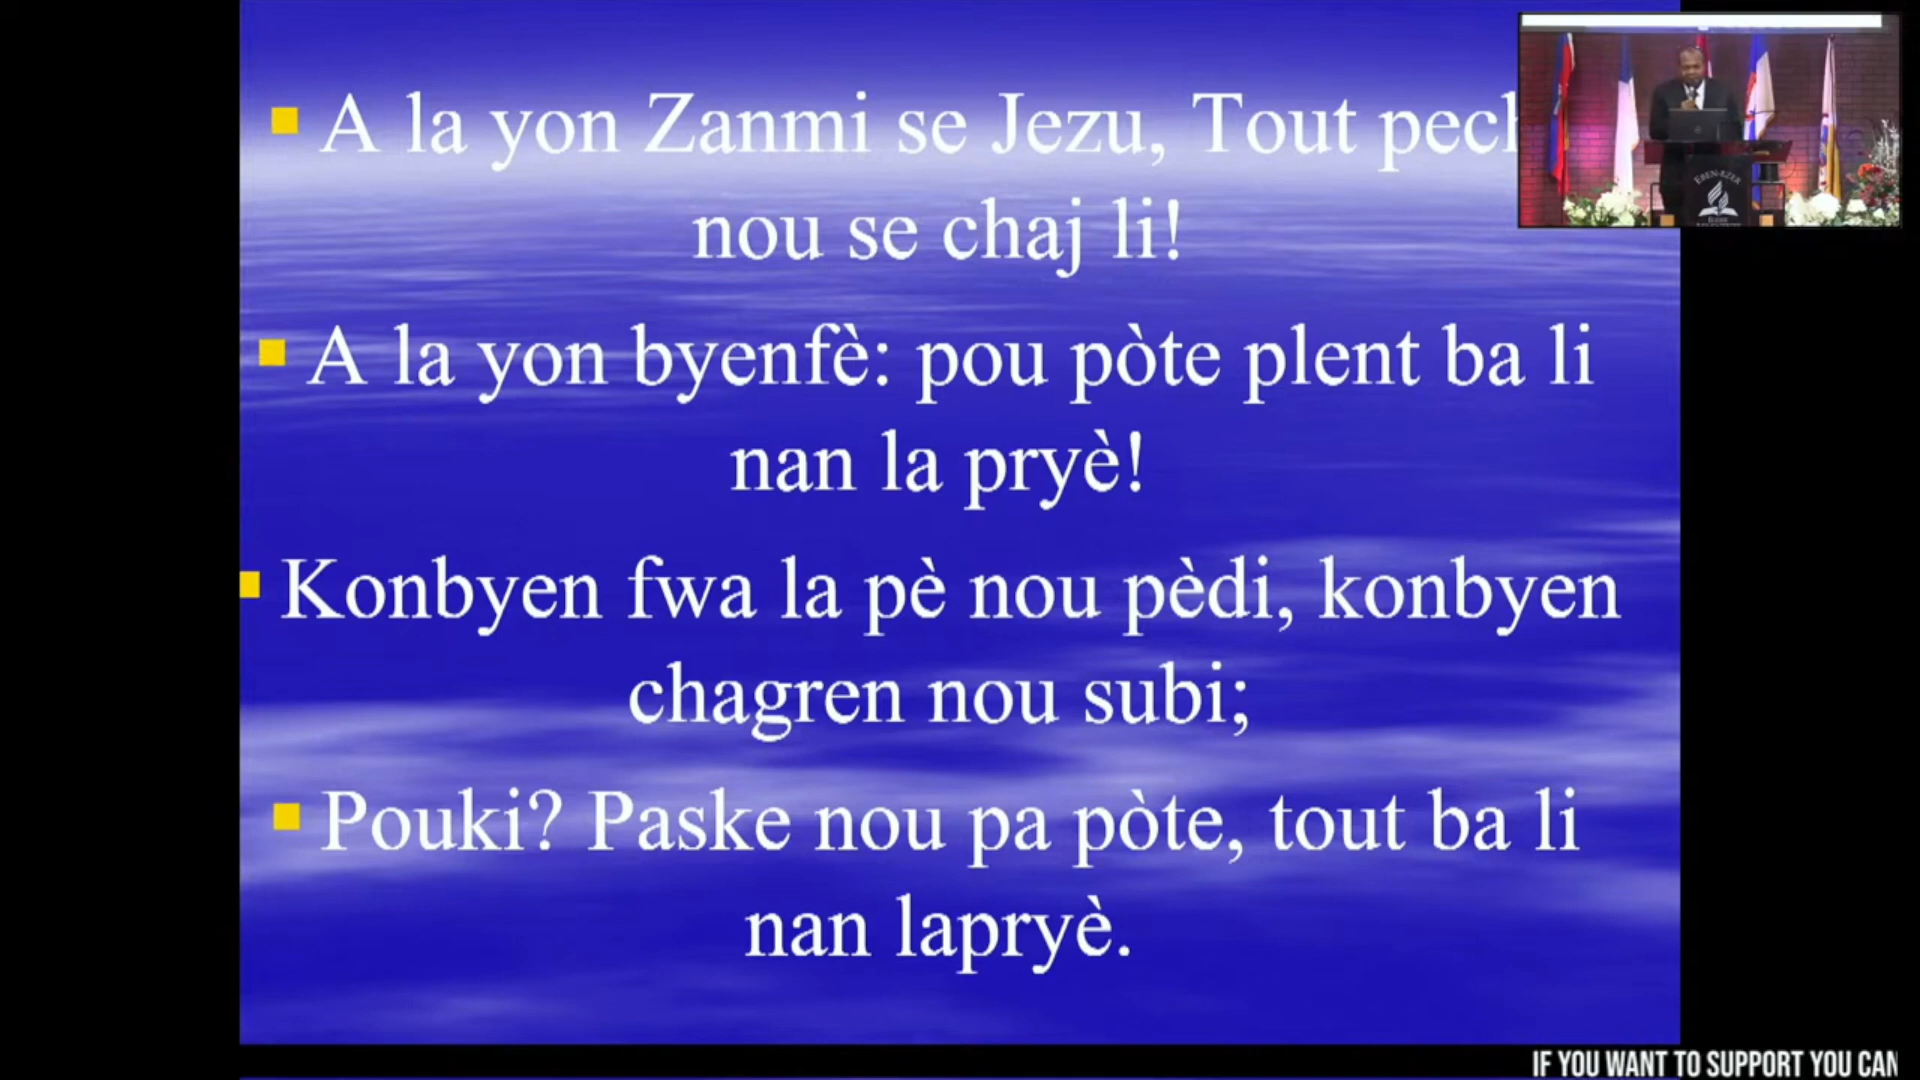 A la yon Zanmi se Jezu, Tout
nou se chaj li!
A la yon byenfè: pou pòte plent ba li
nan la pryè!
Konbyen fwa la pè nou pèdi, konbyen
chagren nou subi;
Pouki? Paske nou pa pòte, tout ba li
nan lapryè.
EBEN-EZER
IF YOU WANT TO SUPPORT YOU CAN